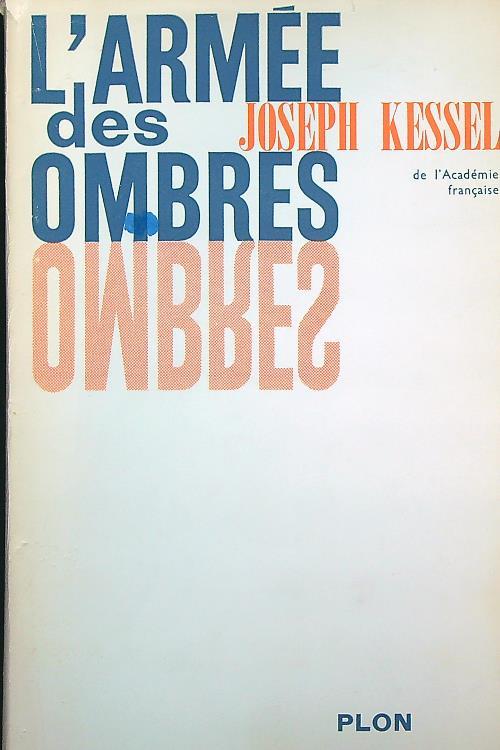 L'ARMÉE
des
JOSEPH KESSEL
OMBRES
de l'Académie
française
OMBRES
PLON